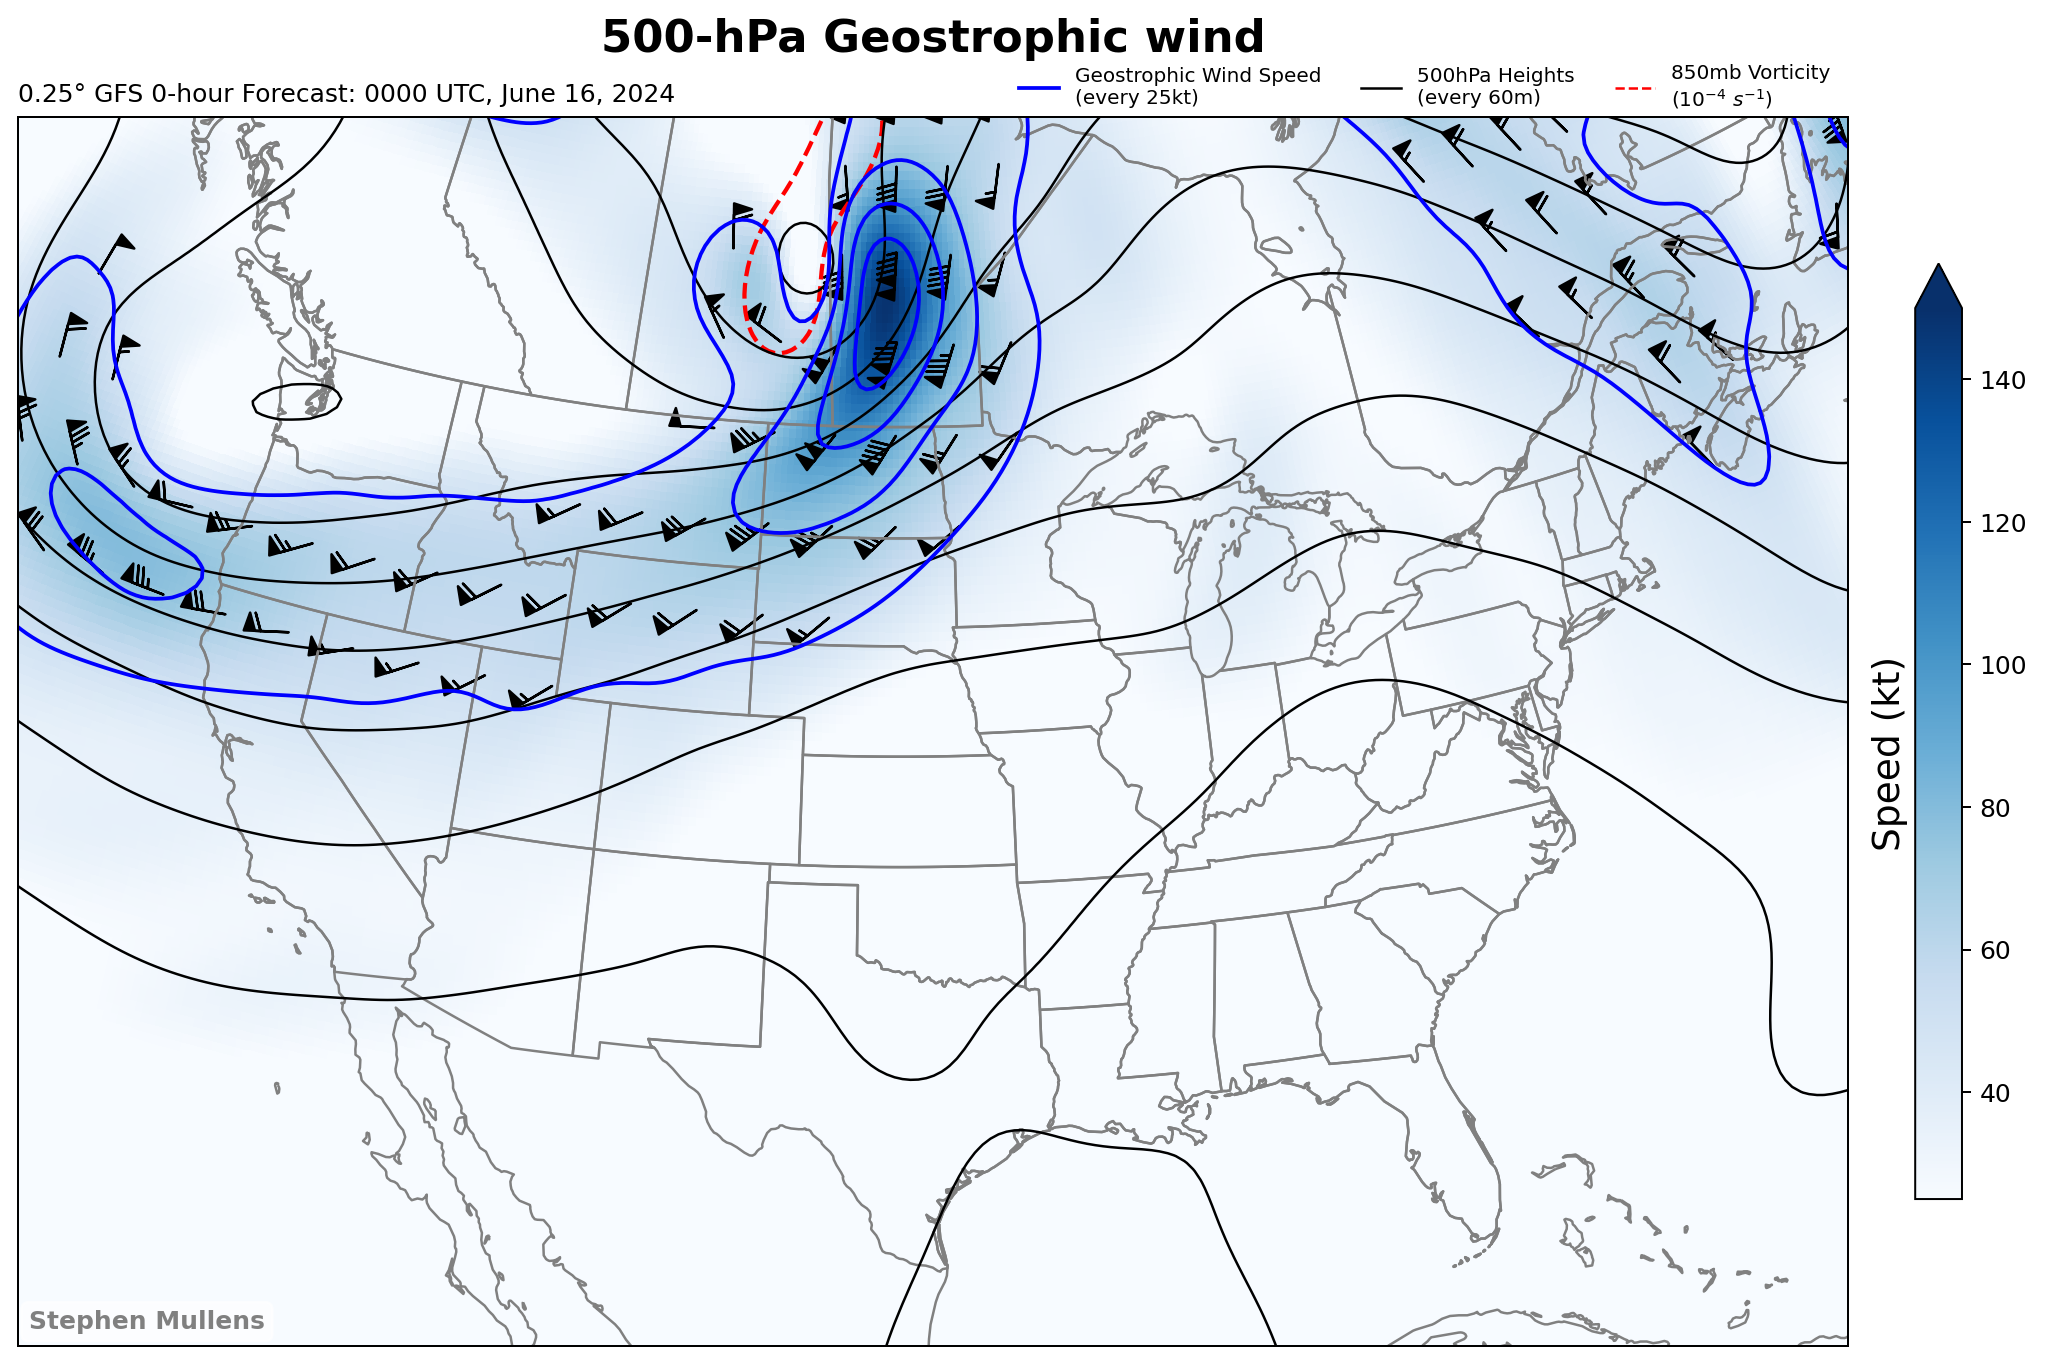 500-hPa Geostrophic wind
0.25° GFS 0-hour Forecast: 0000 UTC, June 16, 2024
Geostrophic Wind Speed
(every 25kt)
500hPa Heights
(every 60m)
850mb Vorticity
(10⁻⁴ s⁻¹)
140
120
100
80
60
40
Speed (kt)
Stephen Mullens